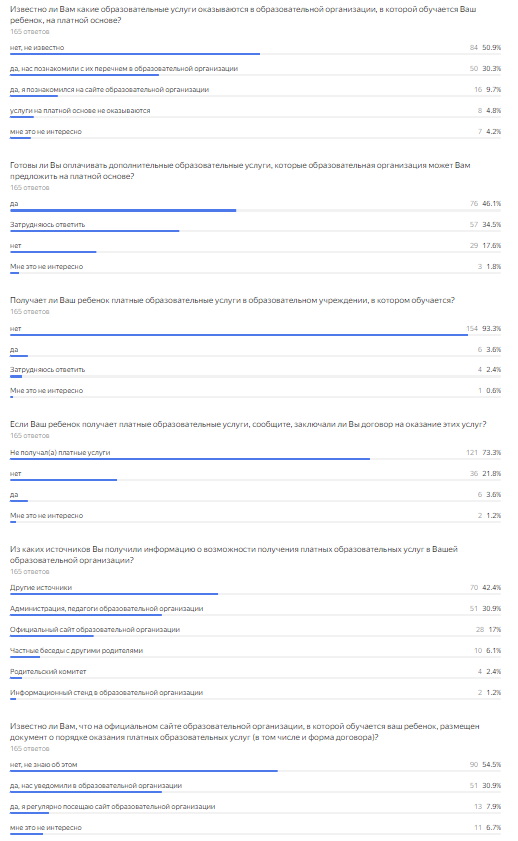 Известно ли Вам какие образовательные услуги оказываются в образовательной организации, в которой обучается Ваш
ребенок, на платной основе?
165 ответов
нет, не известно 84 50.9%
да, нас познакомили с их перечнем в образовательной организации 50 30.3%
да, я познакомился на сайте образовательной организации 16 9.7%
услуги на платной основе не оказываются 8 4.8%
мне это не интересно 7 4.2%
Готовы ли Вы оплачивать дополнительные образовательные услуги, которые образовательная организация может Вам
предложить на платной основе?
165 ответов
да 76 46.1%
Затрудняюсь ответить 57 34.5%
нет 29 17.6%
Мне это не интересно 3 1.8%
Получает ли Ваш ребенок платные образовательные услуги в образовательном учреждении, в котором обучается?
165 ответов
нет 154 93.3%
да 6 3.6%
Затрудняюсь ответить 4 2.4%
Мне это не интересно 1 0.6%
Если Ваш ребенок получает платные образовательные услуги, сообщите, заключали ли Вы договор на оказание этих услуг?
165 ответов
Не получал(а) платные услуги 121 73.3%
нет 36 21.8%
да 6 3.6%
Мне это не интересно 2 1.2%
Из каких источников Вы получили информацию о возможности получения платных образовательных услуг в Вашей
образовательной организации?
165 ответов
Другие источники 70 42.4%
Администрация, педагоги образовательной организации 51 30.9%
Официальный сайт образовательной организации 28 17%
Частные беседы с другими родителями 10 6.1%
Родительский комитет 4 2.4%
Информационный стенд в образовательной организации 2 1.2%
Известно ли Вам, что на официальном сайте образовательной организации, в которой обучается ваш ребенок, размещен
документ о порядке оказания платных образовательных услуг (в том числе и форма договора)?
165 ответов
нет, не знаю об этом 90 54.5%
да, нас уведомили в образовательной организации 51 30.9%
да, я регулярно посещаю сайт образовательной организации 13 7.9%
мне это не интересно 11 6.7%